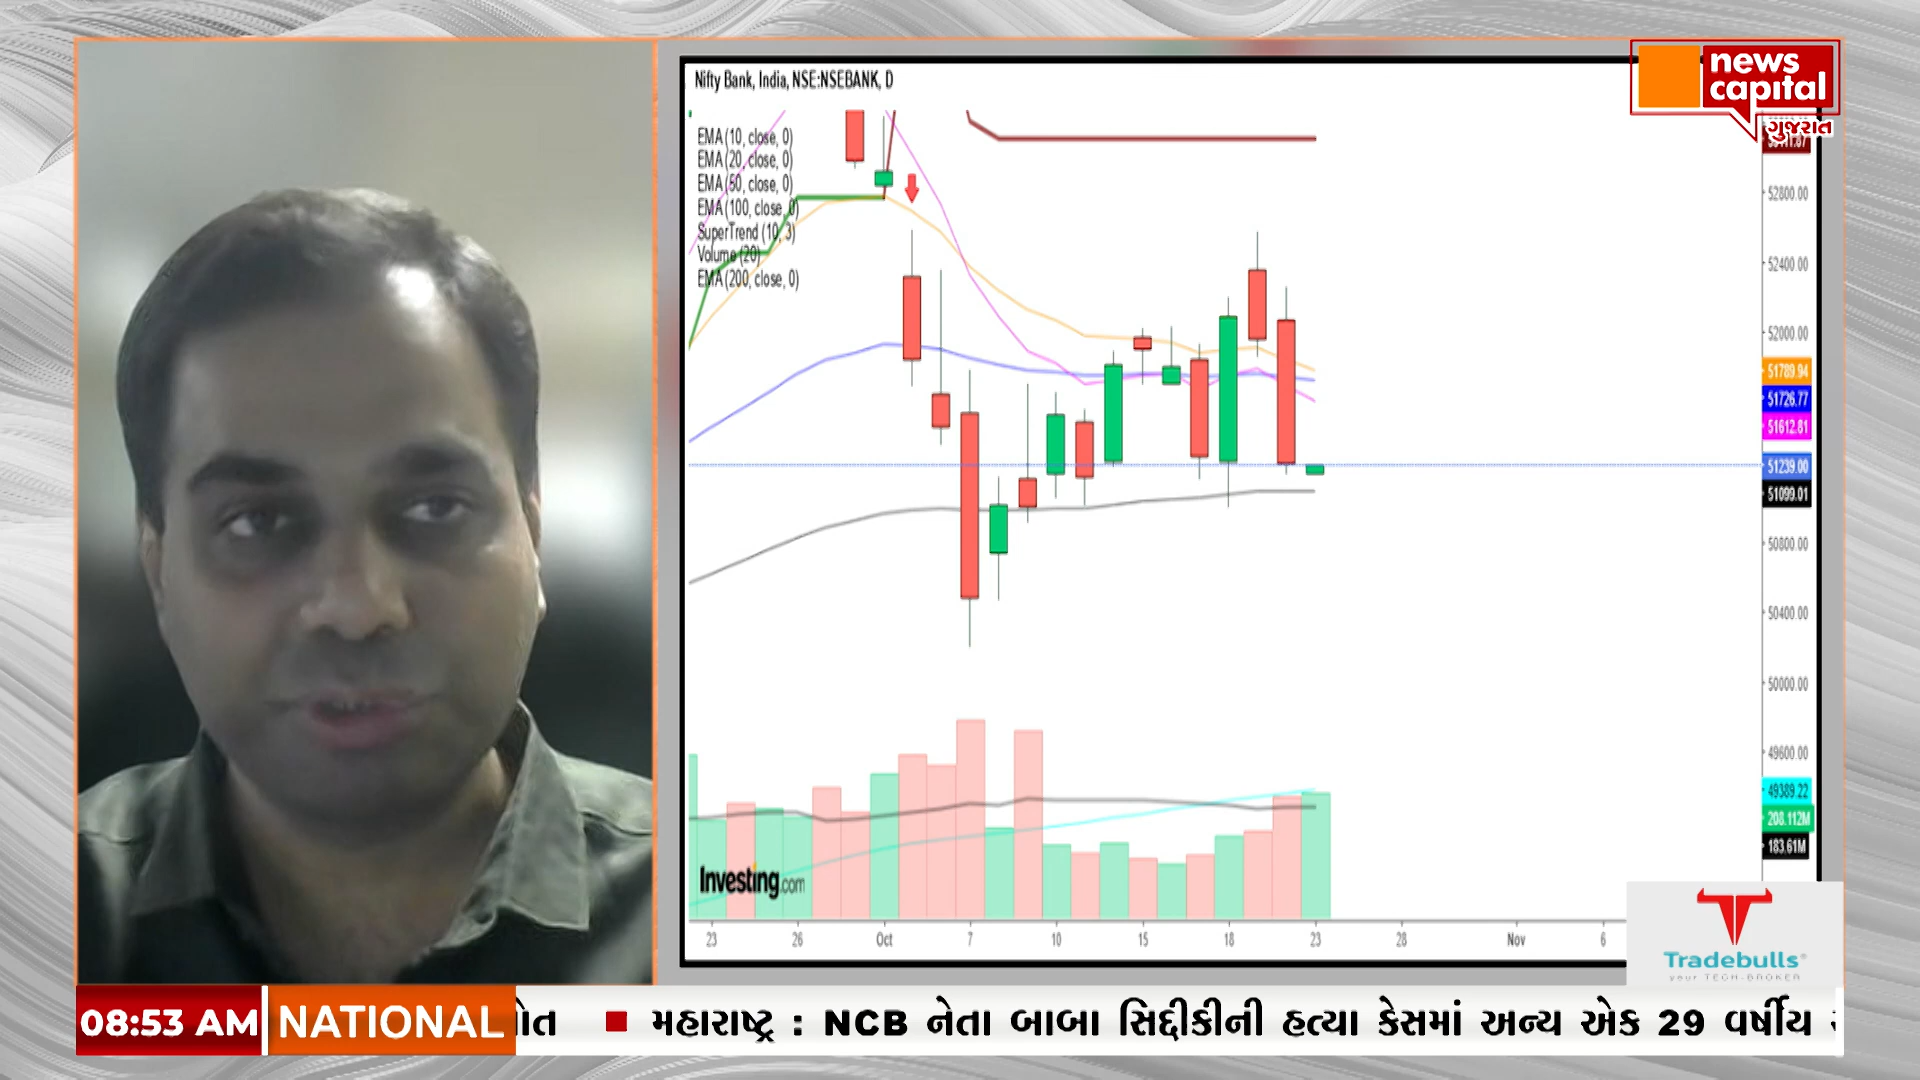 Nifty Bank, India, NSE:NSEBANK, D
news
capital
ગુજરાત
EMA (10, close, 0)
EMA (20, close, 0)
EMA (50, close, 0)
EMA (100, close, 0)
SuperTrend (10, 3)
Volume (20)
EMA (200, close, 0)
52800.00
52400.00
52000.00
51789.94
51726.77
51612.81
51239.00
51099.01
50800.00
50400.00
50000.00
49600.00
49389.22
208.112M
183.61M
Investing.com
23 26 Oct 7 10 15 18 23 28 Nov 6
Tradebulls
your TECH-BROKER
08:53 AM NATIONAL ■ મહારાષ્ટ્ર : NCB નેતા બાબા સિદ્દીકીની હત્યા કેસમાં અન્ય એક 29 વર્ષીય